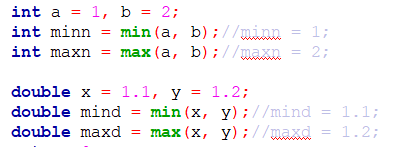 int a = 1, b = 2;
int minn = min(a, b);//minn = 1;
int maxn = max(a, b);//maxn = 2;
double x = 1.1, y = 1.2;
double mind = min(x, y);//mind = 1.1;
double maxd = max(x, y);//maxd = 1.2;